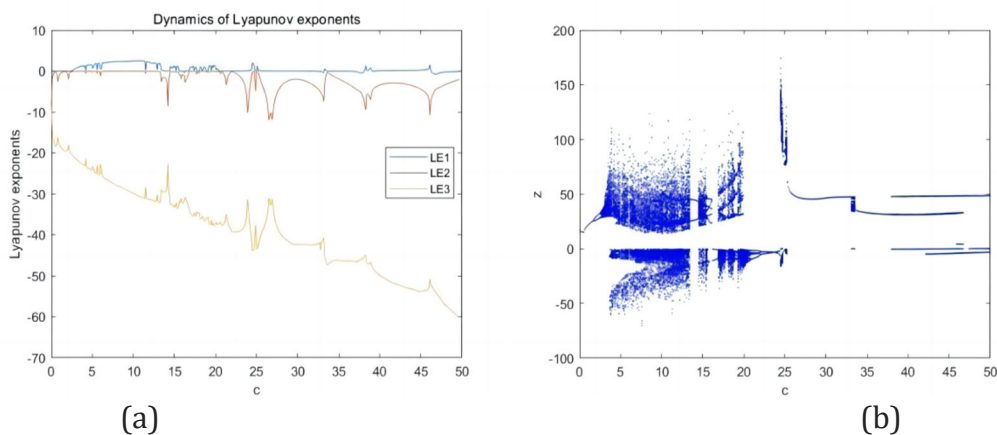 Dynamics of Lyapunov exponents
10
0
-10
-20
-30
-40
-50
-60
-70
Lyapunov exponents
0 5 10 15 20 25 30 35 40 45 50
c
LE1
LE2
LE3
(a)
200
150
100
50
0
-50
-100
z
0 5 10 15 20 25 30 35 40 45 50
c
(b)